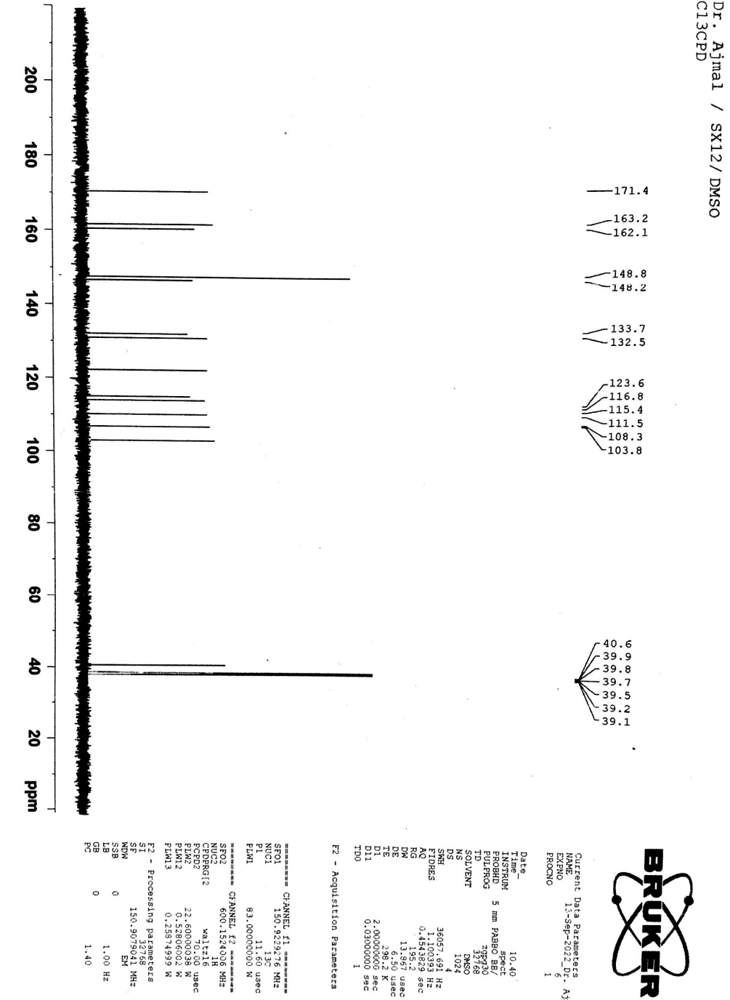 Dr. Ajmal / SX12/ DMSO
C13CPD
171.4
163.2
162.1
148.8
148.2
133.7
132.5
123.6
116.8
115.4
111.5
108.3
103.8
40.6
39.9
39.8
39.7
39.5
39.2
39.1
200
180
160
140
120
100
80
60
40
20
ppm
BRUKER
Current Data Parameters
NAME 13-Sep-2022_Dr. Aj
EXPNO 6
PROCNO 1
F2 - Acquisition Parameters
Date_
Time 10.40
INSTRUM spect
PROBHD 5 mm PABBO BB/
PULPROG zgpg30
TD 32768
SOLVENT DMSO
NS 1024
DS 4
SWH 36057.691 Hz
FIDRES 1.100393 Hz
AQ 0.4543829 sec
RG 195.2
DW 13.867 usec
DE 6.50 usec
TE 298.2 K
D1 2.00000000 sec
D11 0.03000000 sec
TD0 1
======== CHANNEL f1 ========
SFO1 150.9229276 MHz
NUC1 13C
P1 11.60 usec
PLW1 83.00000000 W
======== CHANNEL f2 ========
SFO2 600.1524006 MHz
NUC2 1H
CPDPRG[2 waltz16
PCPD2 70.00 usec
PLW2 22.60000038 W
PLW12 0.52806002 W
PLW13 0.25874999 W
F2 - Processing parameters
SI 32768
SF 150.9079041 MHz
WDW EM
SSB 0
LB 1.00 Hz
GB 0
PC 1.40